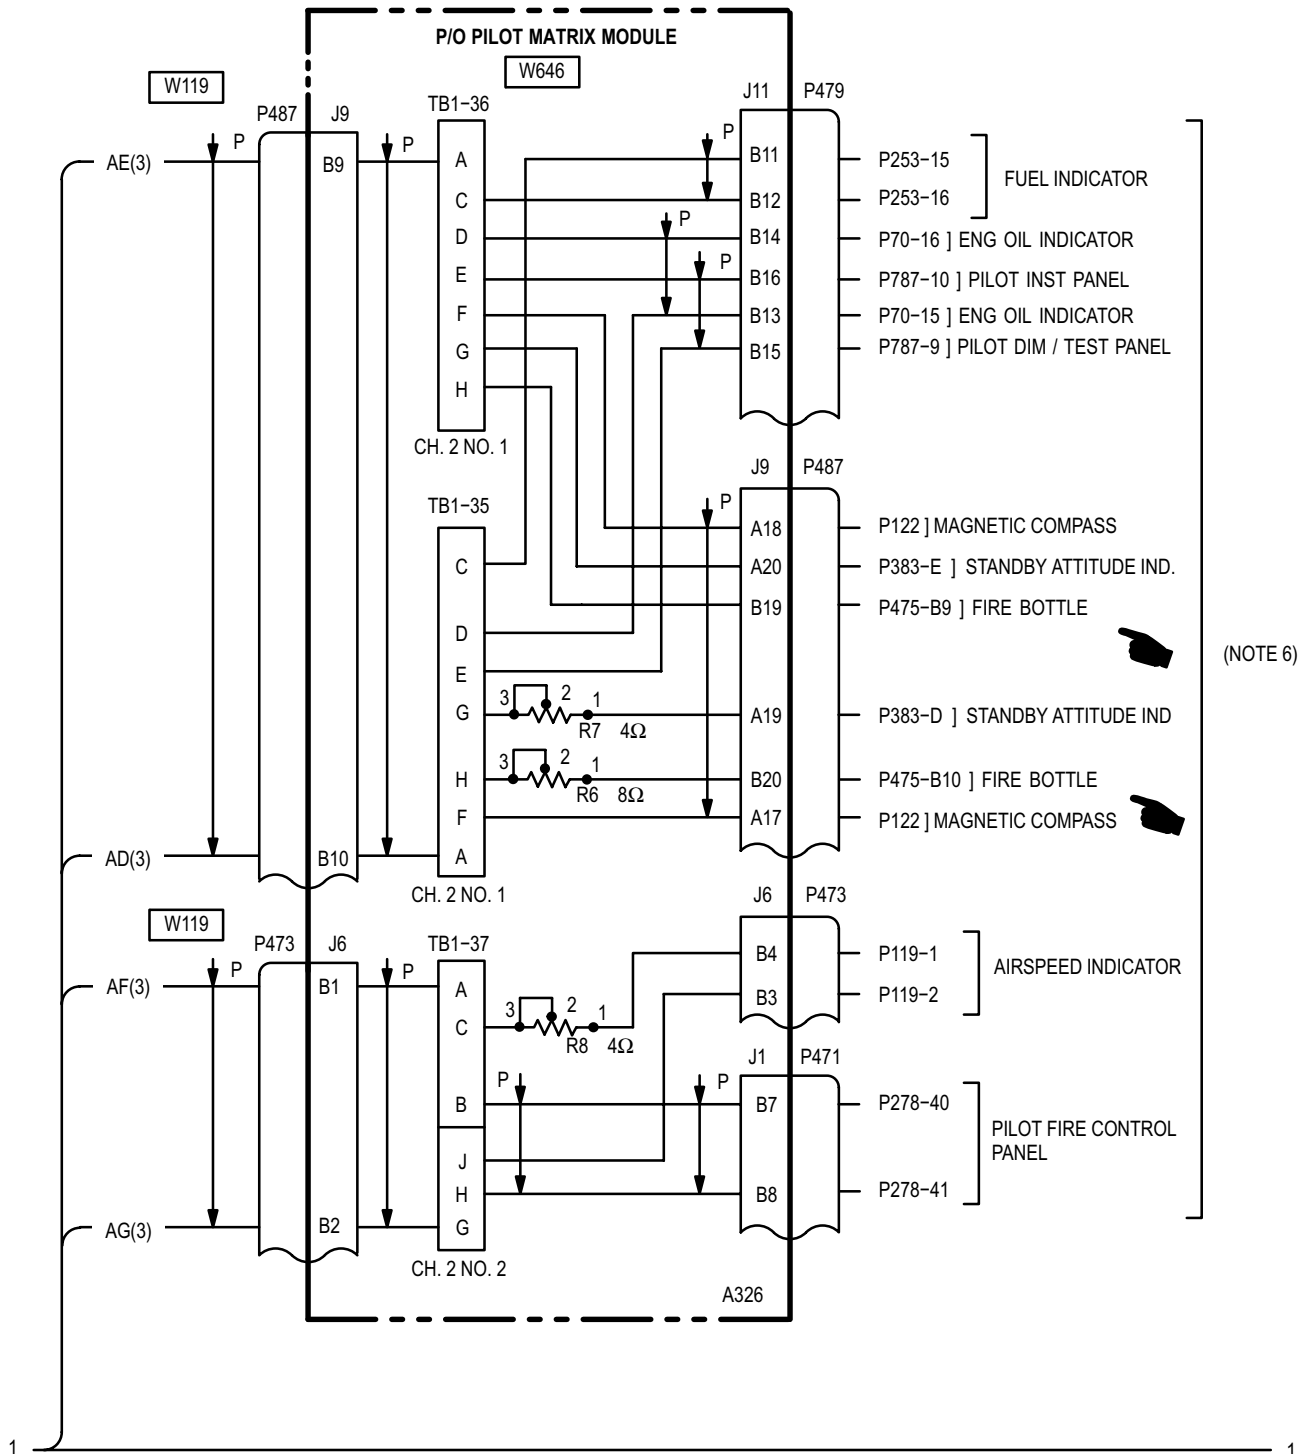 P/O PILOT MATRIX MODULE
W646
W119
P487 J9
TB1-36
J11 P479
AE(3)
P
B9
P
A
C
D
E
F
G
H
CH. 2 NO. 1
P
P
P
B11
B12
B14
B16
B13
B15
P253-15
P253-16
FUEL INDICATOR
P70-16 ] ENG OIL INDICATOR
P787-10 ] PILOT INST PANEL
P70-15 ] ENG OIL INDICATOR
P787-9 ] PILOT DIM / TEST PANEL
TB1-35
C
D
E
G
H
F
A
CH. 2 NO. 1
3 2 1
R7 4Ω
3 2 1
R6 8Ω
J9 P487
P
A18
A20
B19
A19
B20
A17
P122 ] MAGNETIC COMPASS
P383-E ] STANDBY ATTITUDE IND.
P475-B9 ] FIRE BOTTLE
P383-D ] STANDBY ATTITUDE IND
P475-B10 ] FIRE BOTTLE
P122 ] MAGNETIC COMPASS
(NOTE 6)
AD(3)
B10
W119
P473 J6
TB1-37
J6 P473
AF(3)
P
B1
P
A
C
B
J
H
G
CH. 2 NO. 2
3 2 1
R8 4Ω
B4
B3
P119-1
P119-2
AIRSPEED INDICATOR
J1 P471
P
P
B7
B8
P278-40
P278-41
PILOT FIRE CONTROL
PANEL
AG(3)
B2
A326
1
1